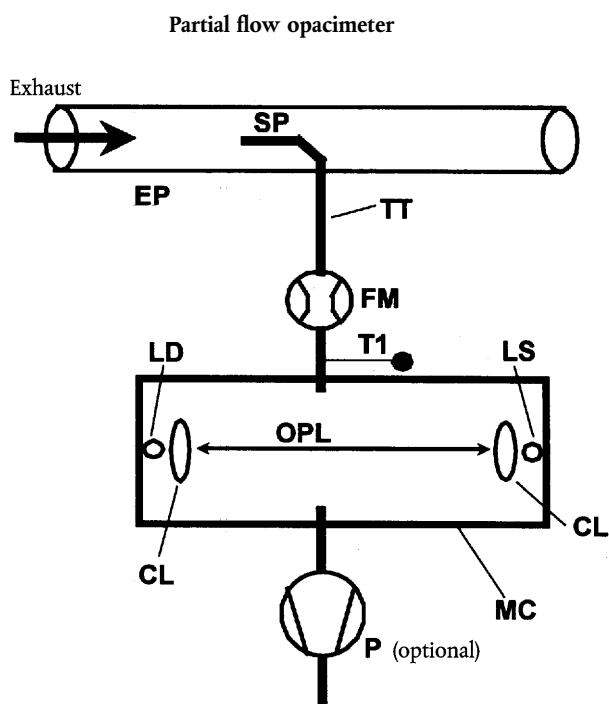 Partial flow opacimeter
Exhaust
SP
EP
TT
FM
T1
LD
LS
OPL
CL
CL
MC
P (optional)